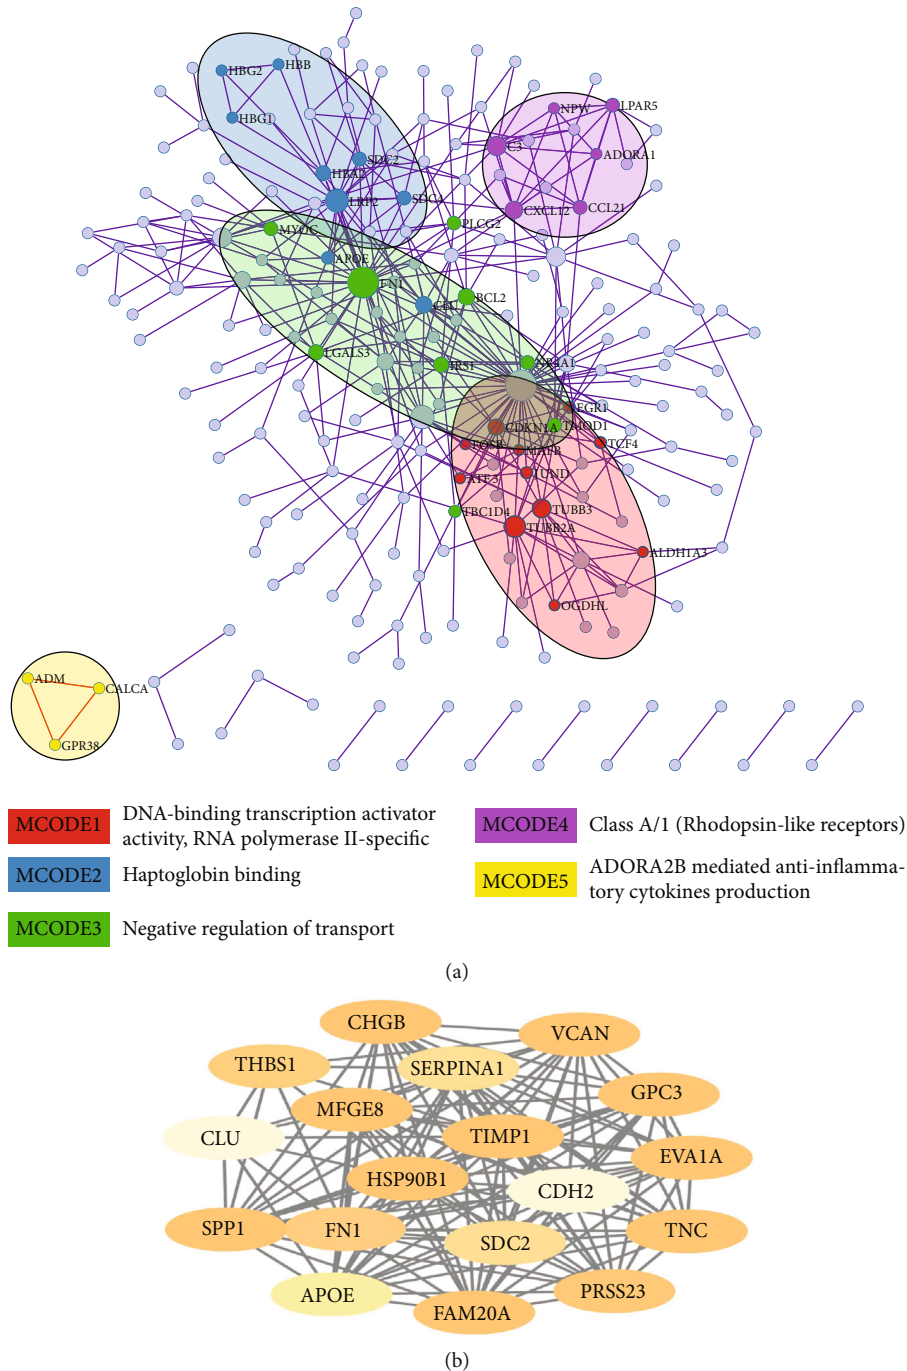 HBG2
HBB
HBG1
SDC2
HBA2
LRP2
SDC4
NPW
LPAR5
C3
ADORA1
CXCL12
CCL21
MYOC
PLCG2
APOE
FN1
CLU
BCL2
LGALS3
IRS1
NR4A1
EGR1
CDKN1A
TMOD1
FOSB
MAFB
TCF4
ATF3
JUND
TBC1D4
TUBB3
TUBB2A
ALDH1A3
OGDHL
ADM
CALCA
GPR38
MCODE1
DNA-binding transcription activator
activity, RNA polymerase II-specific
MCODE2
Haptoglobin binding
MCODE3
Negative regulation of transport
MCODE4
Class A/1 (Rhodopsin-like receptors)
MCODE5
ADORA2B mediated anti-inflamma-
tory cytokines production
(a)
CHGB
VCAN
THBS1
SERPINA1
GPC3
MFGE8
CLU
TIMP1
EVA1A
HSP90B1
CDH2
SPP1
FN1
SDC2
TNC
APOE
PRSS23
FAM20A
(b)